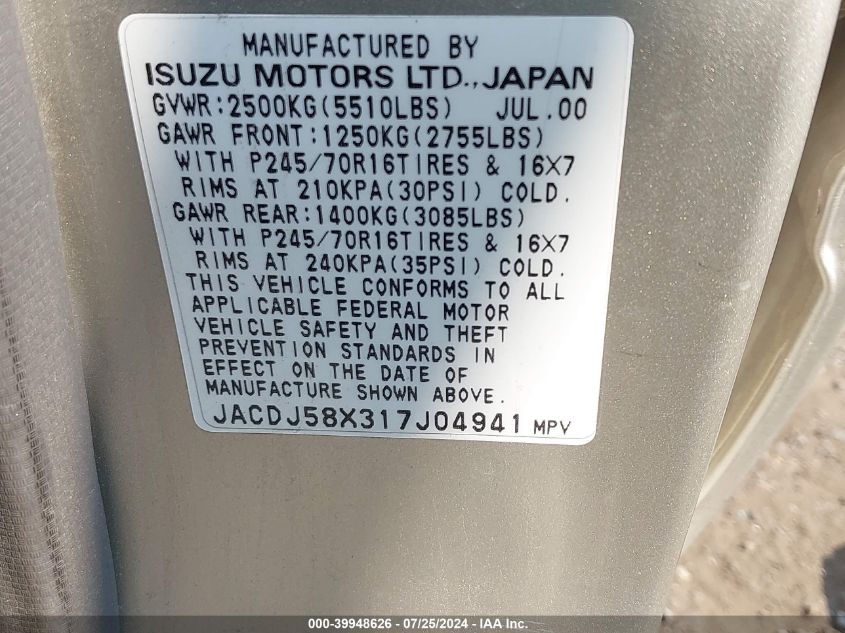 MANUFACTURED BY
ISUZU MOTORS LTD.,JAPAN
GVWR:2500KG(5510LBS) JUL.00
GAWR FRONT:1250KG(2755LBS)
WITH P245/70R16TIRES & 16X7
RIMS AT 210KPA(30PSI) COLD.
GAWR REAR:1400KG(3085LBS)
WITH P245/70R16TIRES & 16X7
RIMS AT 240KPA(35PSI) COLD.
THIS VEHICLE CONFORMS TO ALL
APPLICABLE FEDERAL MOTOR
VEHICLE SAFETY AND THEFT
PREVENTION STANDARDS IN
EFFECT ON THE DATE OF
MANUFACTURE SHOWN ABOVE.
JACDJ58X317J04941 MPV
000-39948626 - 07/25/2024 - IAA Inc.